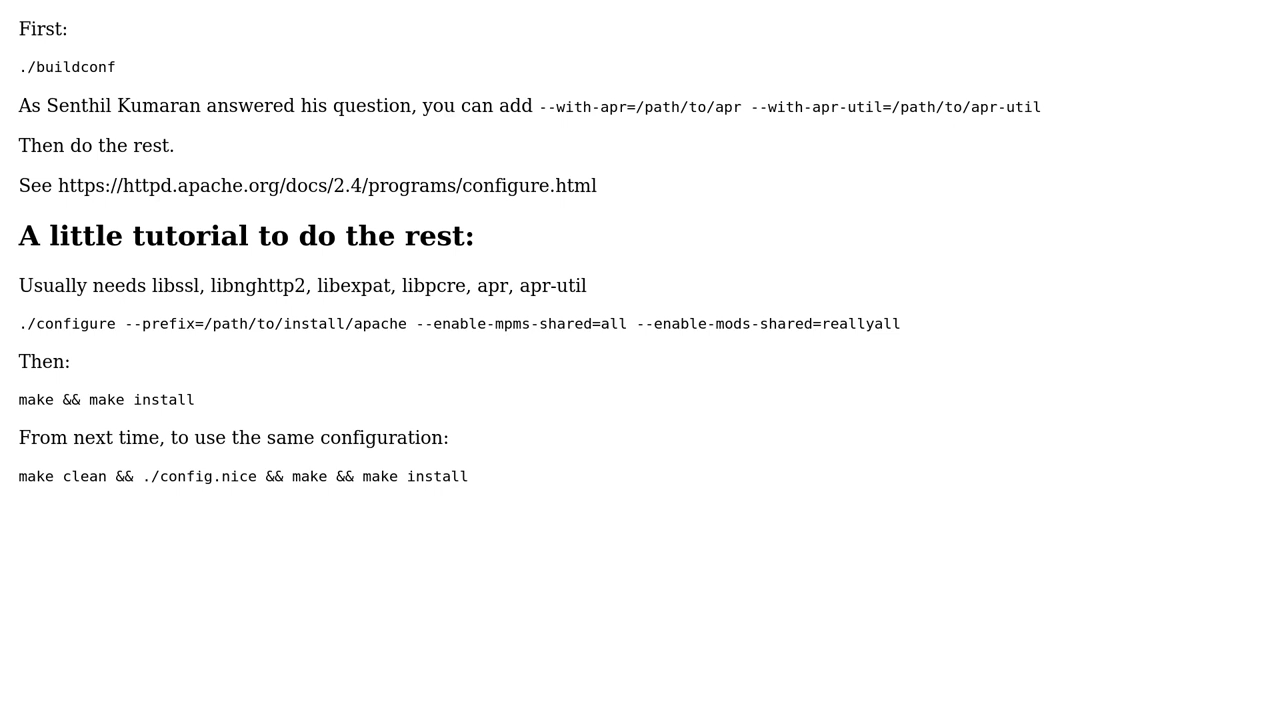 First:
./buildconf
As Senthil Kumaran answered his question, you can add --with-apr=/path/to/apr --with-apr-util=/path/to/apr-util
Then do the rest.
See https://httpd.apache.org/docs/2.4/programs/configure.html
A little tutorial to do the rest:
Usually needs libssl, libnghttp2, libexpat, libpcre, apr, apr-util
./configure --prefix=/path/to/install/apache --enable-mpms-shared=all --enable-mods-shared=reallyall
Then:
make && make install
From next time, to use the same configuration:
make clean && ./config.nice && make && make install